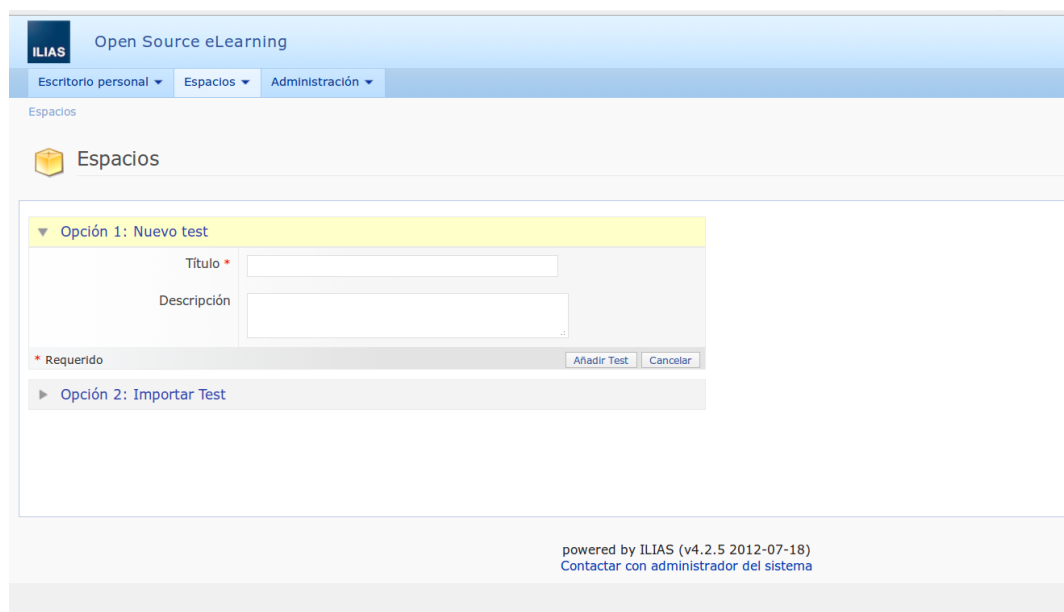 ILIAS
Open Source eLearning
Escritorio personal Espacios Administración
Espacios
Espacios
Opción 1: Nuevo test
Título *
Descripción
* Requerido Añadir Test Cancelar
Opción 2: Importar Test
powered by ILIAS (v4.2.5 2012-07-18)
Contactar con administrador del sistema